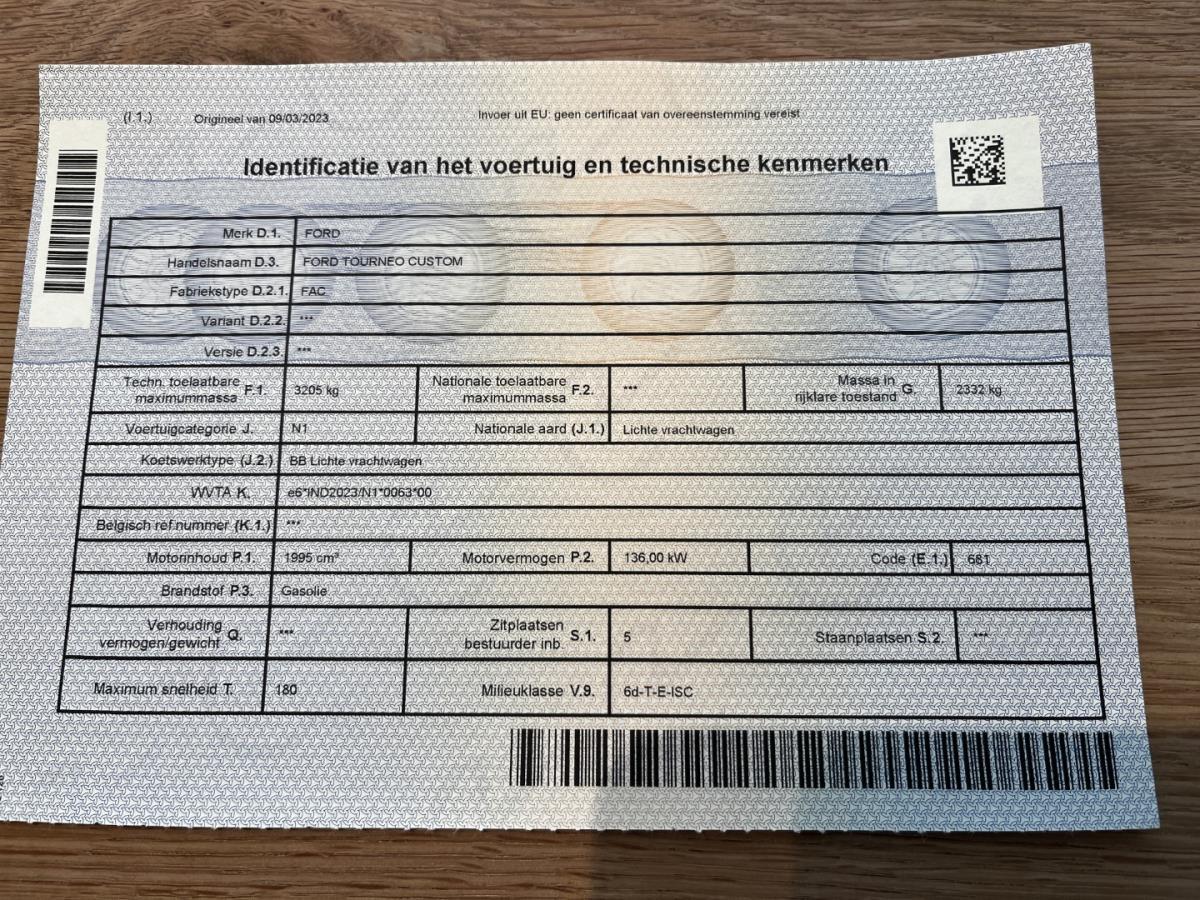 (I.1.) Origineel van 09/03/2023 Invoer uit EU: geen certificaat van overeenstemming vereist
Identificatie van het voertuig en technische kenmerken
Merk D.1. FORD
Handelsnaam D.3. FORD TOURNEO CUSTOM
Fabriekstype D.2.1. FAC
Variant D.2.2. ***
Versie D.2.3. ***
Techn. toelaatbare maximummassa F.1. 3205 kg Nationale toelaatbare maximummassa F.2. *** Massa in rijklare toestand G. 2332 kg
Voertuigcategorie J. N1 Nationale aard (J.1.) Lichte vrachtwagen
Koetswerktype (J.2.) BB Lichte vrachtwagen
WVTA K. e6*IND2023/N1*0063*00
Belgisch ref.nummer (K.1.) ***
Motorinhoud P.1. 1995 cm³ Motorvermogen P.2. 136,00 kW Code (E.1.) 681
Brandstof P.3. Gasolie
Verhouding vermogen/gewicht Q. *** Zitplaatsen bestuurder inb. S.1. 5 Staanplaatsen S.2. ***
Maximum snelheid T. 180 Milieuklasse V.9. 6d-T-E-ISC